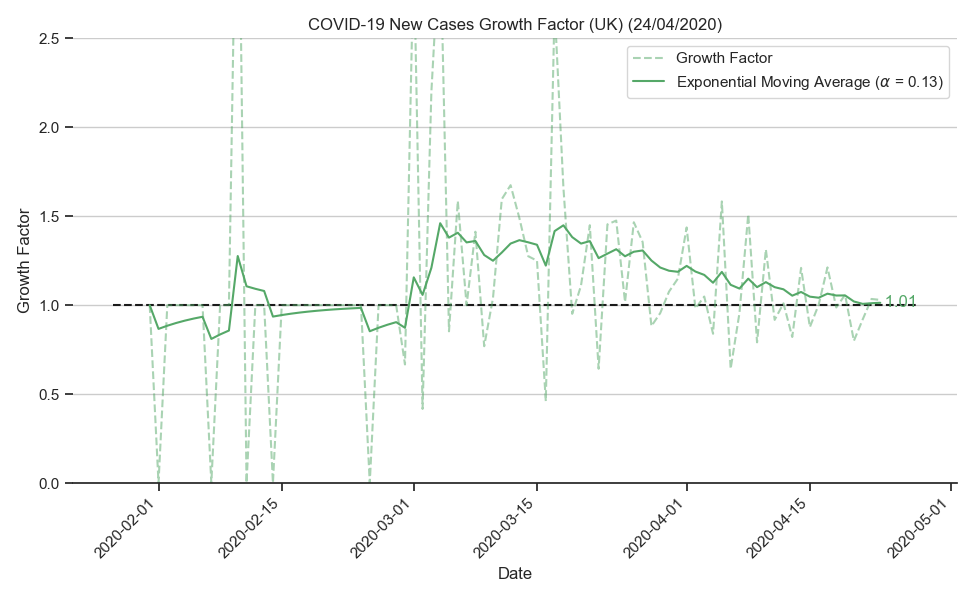 COVID-19 New Cases Growth Factor (UK) (24/04/2020)
Growth Factor
Exponential Moving Average (α = 0.13)
2.5
2.0
1.5
1.0
0.5
0.0
Growth Factor
1.01
2020-02-01
2020-02-15
2020-03-01
2020-03-15
2020-04-01
2020-04-15
2020-05-01
Date